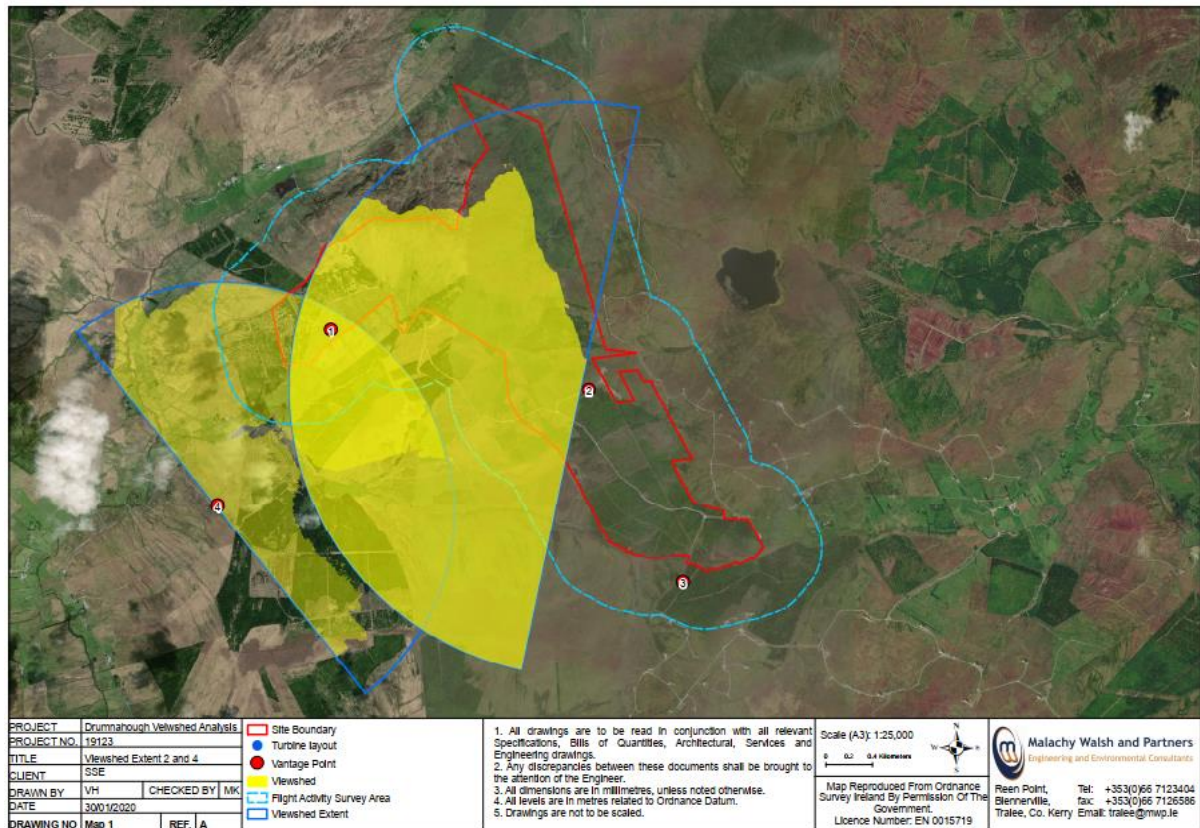 1
2
4
3
PROJECT Drumnahough Veiwshed Analysis
PROJECT NO. 19123
TITLE Viewshed Extent 2 and 4
CLIENT SSE
DRAWN BY VH CHECKED BY MK
DATE 30/01/2020
DRAWING NO Map 1 REF. A
Site Boundary
Turbine layout
Vantage Point
Viewshed
Flight Activity Survey Area
Viewshed Extent
1. All drawings are to be read in conjunction with all relevant
Specifications, Bills of Quantities, Architectural, Services and
Engineering drawings.
2. Any discrepancies between these documents shall be brought to
the attention of the Engineer.
3. All dimensions are in millimetres, unless noted otherwise.
4. All levels are in metres related to Ordnance Datum.
5. Drawings are not to be scaled.
Scale (A3): 1:25,000
0 0.2 0.4 Kilometers
N
W E
S
Map Reproduced From Ordnance
Survey Ireland By Permission Of The
Government.
Licence Number: EN 0015719
Malachy Walsh and Partners
Engineering and Environmental Consultants
Reen Point, Tel: +353(0)66 7123404
Blennerville, fax: +353(0)66 7126586
Tralee, Co. Kerry Email: tralee@mwp.ie